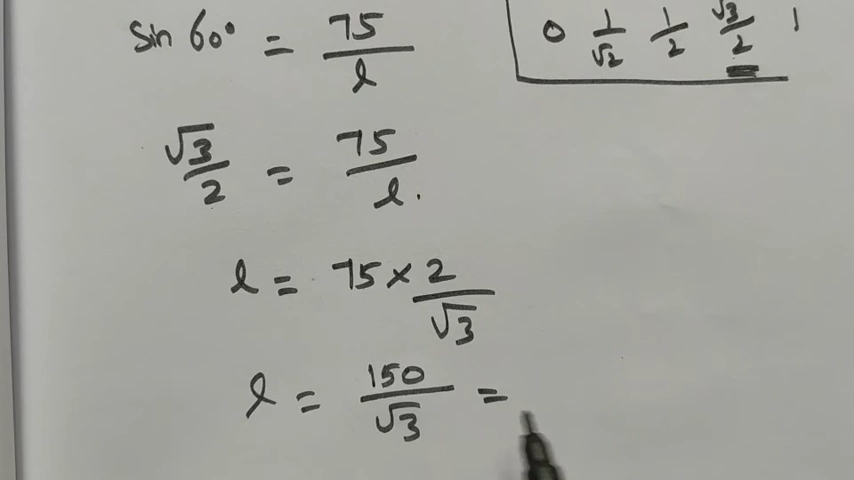 sin 60° = 75/l
0 1/√2 1/2 √3/2 1
√3/2 = 75/l.
l = 75 × 2/√3
l = 150/√3 =